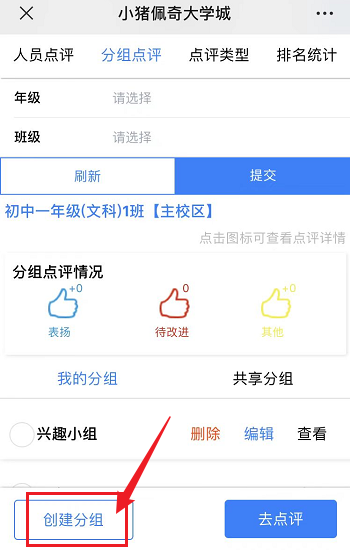 小猪佩奇大学城
人员点评 分组点评 点评类型 排名统计
年级 请选择
班级 请选择
刷新 提交
初中一年级(文科)1班【主校区】
点击图标可查看点评详情
分组点评情况
+0 0 +0
表扬 待改进 其他
我的分组 共享分组
兴趣小组 删除 编辑 查看
创建分组 去点评